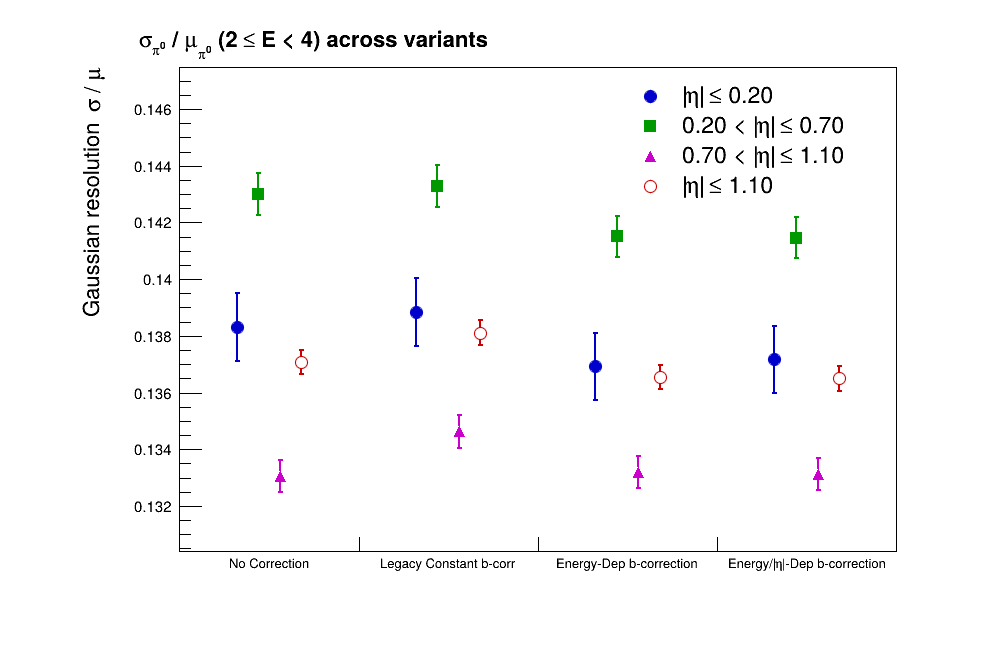 σπ⁰ / μπ⁰ (2 ≤ E < 4) across variants
Gaussian resolution σ / μ
|η| ≤ 0.20
0.20 < |η| ≤ 0.70
0.70 < |η| ≤ 1.10
|η| ≤ 1.10
0.146
0.144
0.142
0.14
0.138
0.136
0.134
0.132
No Correction
Legacy Constant b-corr
Energy-Dep b-correction
Energy/|η|-Dep b-correction